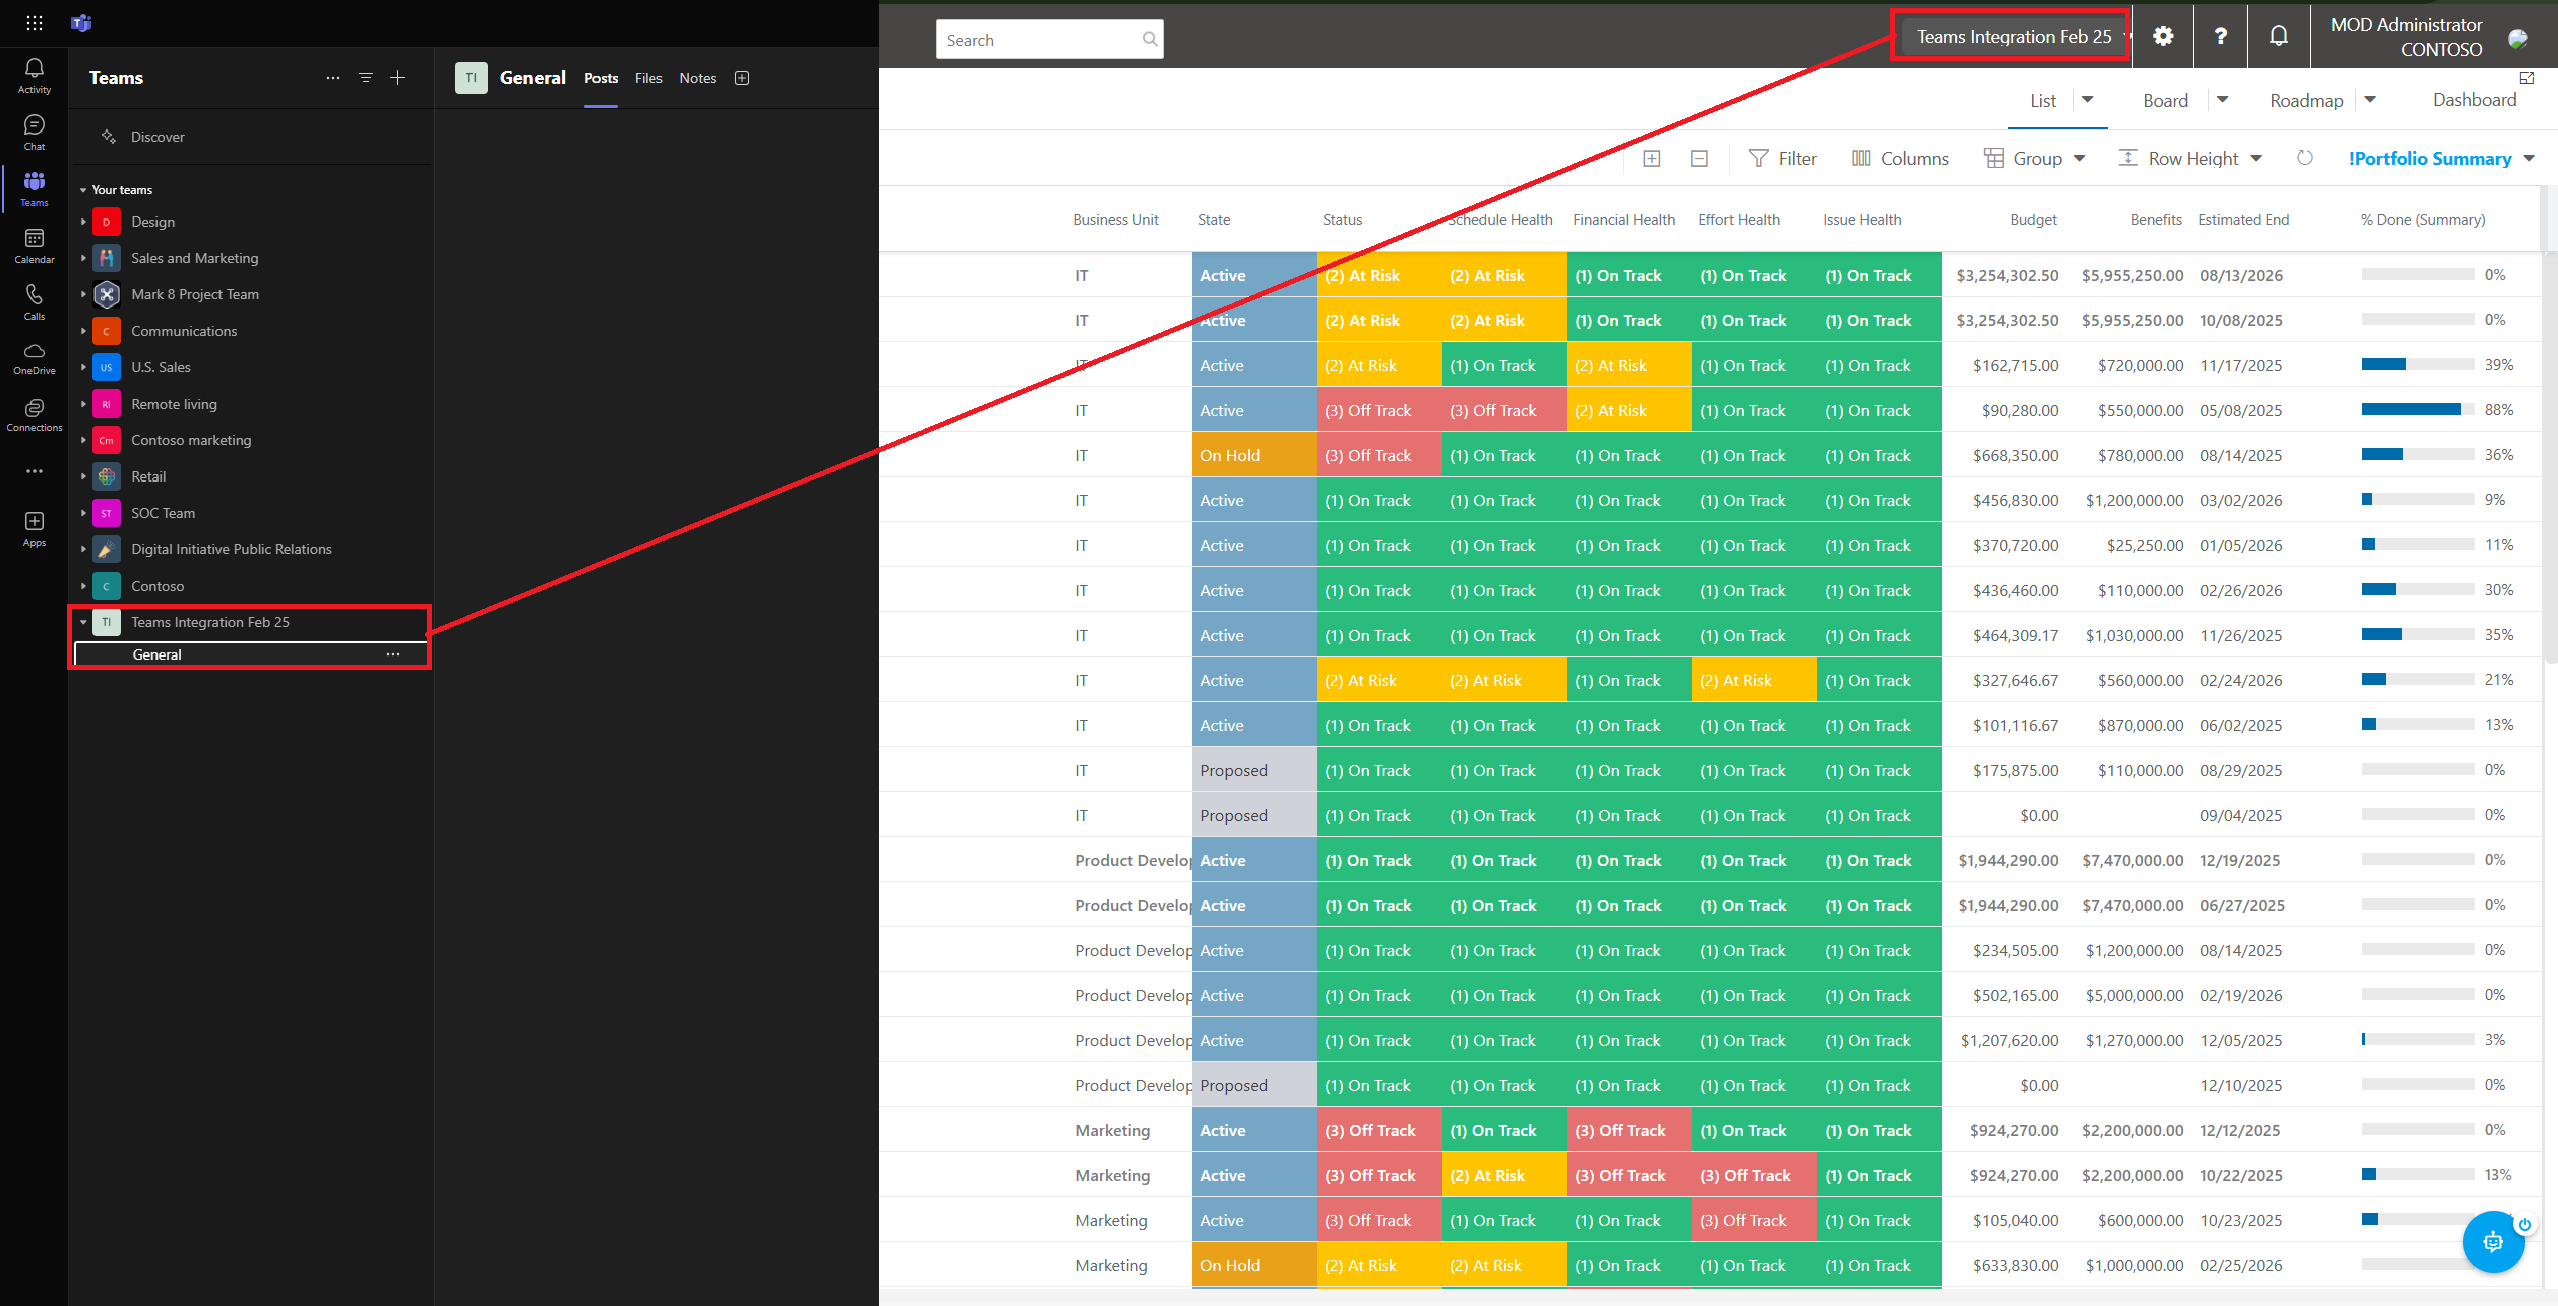 Activity
Chat
Teams
Calendar
Calls
OneDrive
Connections
Apps
Teams
Discover
Your teams
D Design
Sales and Marketing
Mark 8 Project Team
C Communications
US U.S. Sales
RI Remote living
Cm Contoso marketing
Retail
ST SOC Team
Digital Initiative Public Relations
C Contoso
TI Teams Integration Feb 25
General
TI General Posts Files Notes
Search
Teams Integration Feb 25
?
MOD Administrator
CONTOSO
List Board Roadmap Dashboard
Filter Columns Group Row Height !Portfolio Summary
Business Unit State Status Schedule Health Financial Health Effort Health Issue Health Budget Benefits Estimated End % Done (Summary)
IT Active (2) At Risk (2) At Risk (1) On Track (1) On Track (1) On Track $3,254,302.50 $5,955,250.00 08/13/2026 0%
IT Active (2) At Risk (2) At Risk (1) On Track (1) On Track (1) On Track $3,254,302.50 $5,955,250.00 10/08/2025 0%
IT Active (2) At Risk (1) On Track (2) At Risk (1) On Track (1) On Track $162,715.00 $720,000.00 11/17/2025 39%
IT Active (3) Off Track (3) Off Track (2) At Risk (1) On Track (1) On Track $90,280.00 $550,000.00 05/08/2025 88%
IT On Hold (3) Off Track (1) On Track (1) On Track (1) On Track (1) On Track $668,350.00 $780,000.00 08/14/2025 36%
IT Active (1) On Track (1) On Track (1) On Track (1) On Track (1) On Track $456,830.00 $1,200,000.00 03/02/2026 9%
IT Active (1) On Track (1) On Track (1) On Track (1) On Track (1) On Track $370,720.00 $25,250.00 01/05/2026 11%
IT Active (1) On Track (1) On Track (1) On Track (1) On Track (1) On Track $436,460.00 $110,000.00 02/26/2026 30%
IT Active (1) On Track (1) On Track (1) On Track (1) On Track (1) On Track $464,309.17 $1,030,000.00 11/26/2025 35%
IT Active (2) At Risk (2) At Risk (1) On Track (2) At Risk (1) On Track $327,646.67 $560,000.00 02/24/2026 21%
IT Active (1) On Track (1) On Track (1) On Track (1) On Track (1) On Track $101,116.67 $870,000.00 06/02/2025 13%
IT Proposed (1) On Track (1) On Track (1) On Track (1) On Track (1) On Track $175,875.00 $110,000.00 08/29/2025 0%
IT Proposed (1) On Track (1) On Track (1) On Track (1) On Track (1) On Track $0.00 09/04/2025 0%
Product Develop Active (1) On Track (1) On Track (1) On Track (1) On Track (1) On Track $1,944,290.00 $7,470,000.00 12/19/2025 0%
Product Develop Active (1) On Track (1) On Track (1) On Track (1) On Track (1) On Track $1,944,290.00 $7,470,000.00 06/27/2025 0%
Product Develop Active (1) On Track (1) On Track (1) On Track (1) On Track (1) On Track $234,505.00 $1,200,000.00 08/14/2025 0%
Product Develop Active (1) On Track (1) On Track (1) On Track (1) On Track (1) On Track $502,165.00 $5,000,000.00 02/19/2026 0%
Product Develop Active (1) On Track (1) On Track (1) On Track (1) On Track (1) On Track $1,207,620.00 $1,270,000.00 12/05/2025 3%
Product Develop Proposed (1) On Track (1) On Track (1) On Track (1) On Track (1) On Track $0.00 12/10/2025 0%
Marketing Active (3) Off Track (1) On Track (3) Off Track (1) On Track (1) On Track $924,270.00 $2,200,000.00 12/12/2025 0%
Marketing Active (3) Off Track (2) At Risk (3) Off Track (3) Off Track (1) On Track $924,270.00 $2,200,000.00 10/22/2025 13%
Marketing Active (3) Off Track (1) On Track (1) On Track (3) Off Track (1) On Track $105,040.00 $600,000.00 10/23/2025
Marketing On Hold (2) At Risk (2) At Risk (1) On Track (1) On Track (1) On Track $633,830.00 $1,000,000.00 02/25/2026